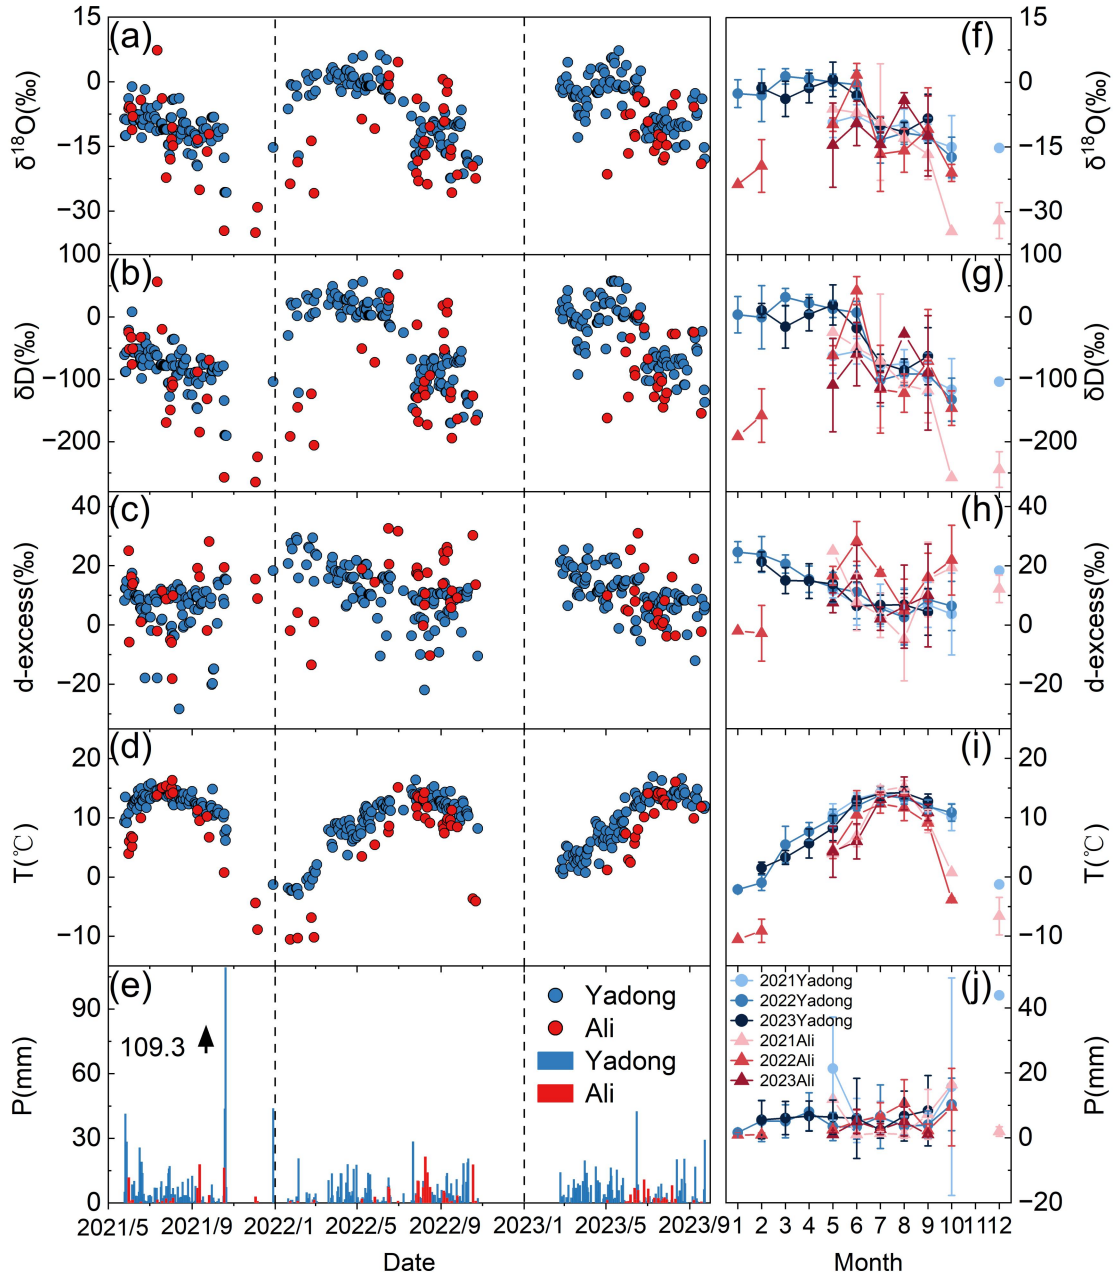 (a)
15
0
−15
−30
δ¹⁸O(‰)
(f)
15
0
−15
−30
δ¹⁸O(‰)
(b)
100
0
−100
−200
δD(‰)
(g)
100
0
−100
−200
δD(‰)
(c)
40
20
0
−20
d-excess(‰)
(h)
40
20
0
−20
d-excess(‰)
(d)
20
10
0
−10
T(℃)
(i)
20
10
0
−10
T(℃)
(e)
90
60
30
0
P(mm)
109.3
Yadong
Ali
Yadong
Ali
(j)
40
20
0
−20
P(mm)
2021Yadong
2022Yadong
2023Yadong
2021Ali
2022Ali
2023Ali
2021/5 2021/9 2022/1 2022/5 2022/9 2023/1 2023/5 2023/9
1 2 3 4 5 6 7 8 9 10 11 12
Date
Month